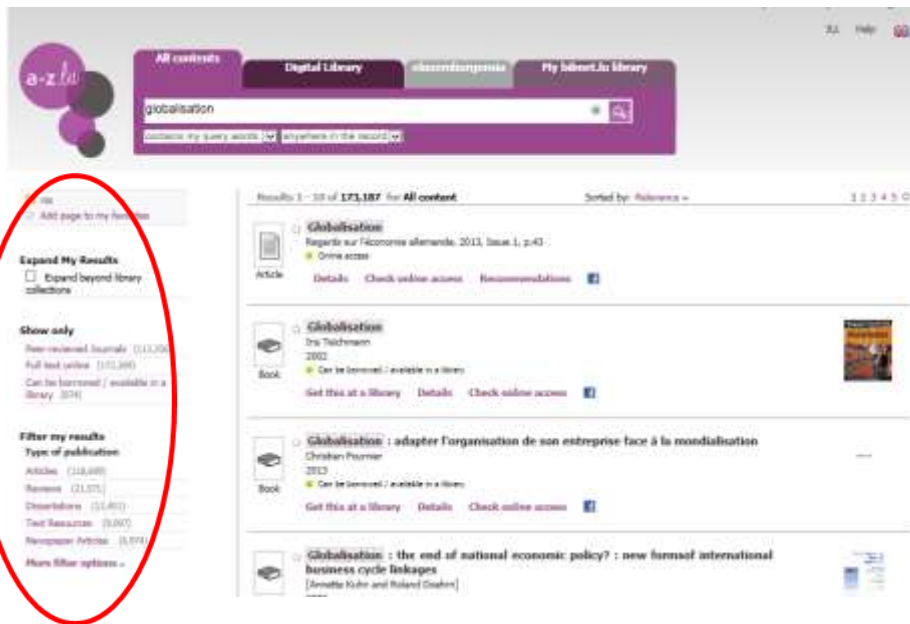 Help
a-z.lu
All contents
Digital Library
My bibnet.lu library
globalisation
contains my query words
anywhere in the record
Results 1 - 10 of 173,187 for All content
Sorted by: Relevance
1 2 3 4 5
Add page to my favorites
Expand My Results
Expand beyond library
collections
Show only
Peer-reviewed Journals
Full text online
Can be borrowed / available in a
library
Filter my results
Type of publication
Articles
Reviews
Dissertations
Text Resources
Newspaper Articles
More filter options
Globalisation
Regards sur l'économie allemande, 2013, Issue 1, p.43
Online access
Article
Details Check online access Recommendations
Globalisation
Iris Teichmann
2002
Can be borrowed / available in a library
Book
Get this at a library Details Check online access
Globalisation : adapter l'organisation de son entreprise face à la mondialisation
Christian Fournier
2013
Can be borrowed / available in a library
Book
Get this at a library Details Check online access
Globalisation : the end of national economic policy? : new formsof international
business cycle linkages
[Annette Kuhn and Roland Doehrn]